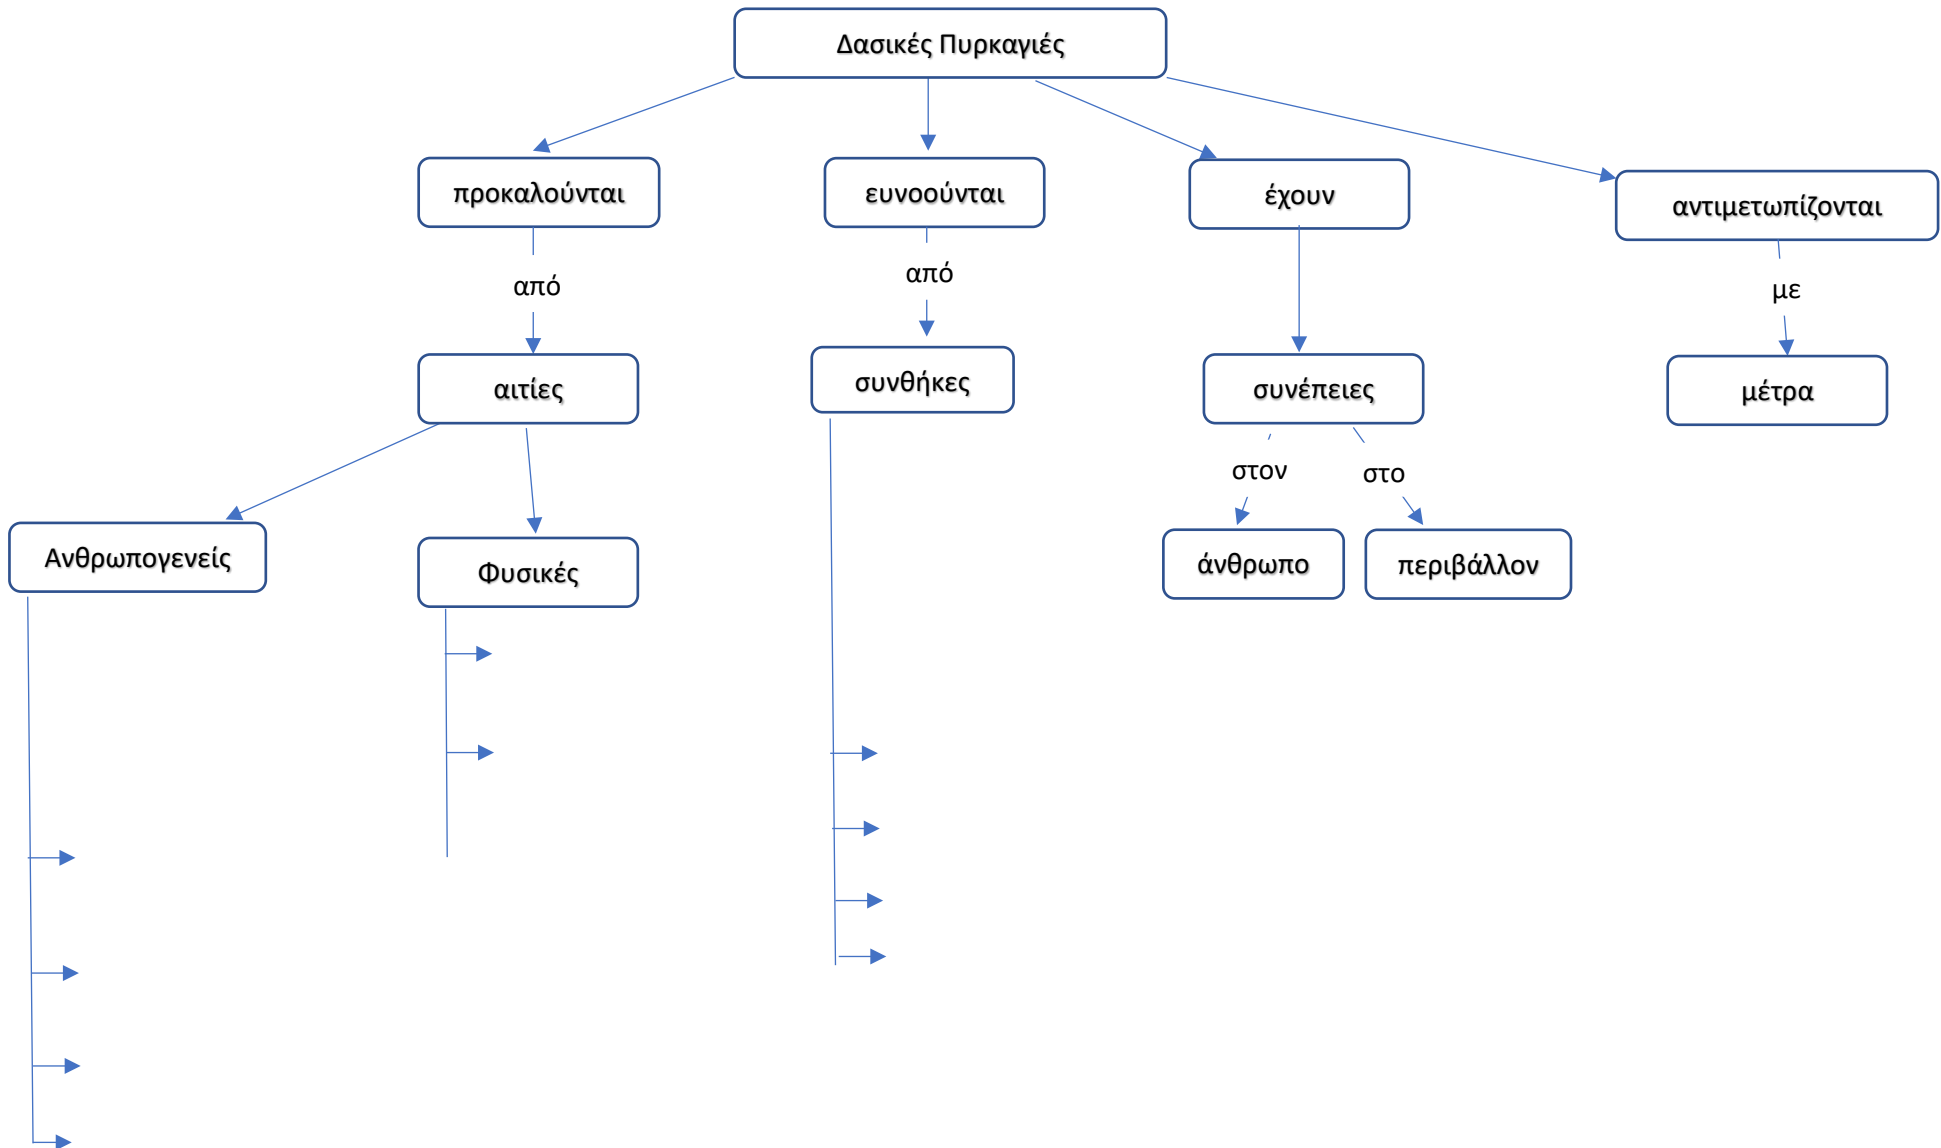 Δασικές Πυρκαγιές
προκαλούνται
ευνοούνται
έχουν
αντιμετωπίζονται
από
από
με
αιτίες
συνθήκες
συνέπειες
μέτρα
στον
στο
Ανθρωπογενείς
Φυσικές
άνθρωπο
περιβάλλον